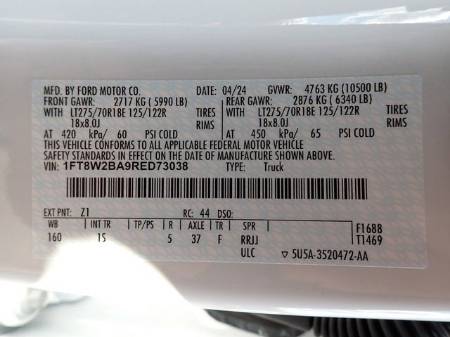 MFD. BY FORD MOTOR CO. 04/24 GVWR: 4763 KG (10500 LB)
FRONT GAWR: 2717 KG ( 5990 LB) REAR GAWR: 2876 KG ( 6340 LB)
WITH LT275/70R18E 125/122R TIRES WITH LT275/70R18E 125/122R TIRES
18x8.0J RIMS 18x8.0J RIMS
AT 420 kPa/ 60 PSI COLD AT 450 kPa/ 65 PSI COLD
THIS VEHICLE CONFORMS TO ALL APPLICABLE FEDERAL MOTOR VEHICLE
SAFETY STANDARDS IN EFFECT ON THE DATE OF MANUFACTURE SHOWN ABOVE.
VIN: 1FT8W2BA9RED73038 TYPE: Truck
EXT PNT: Z1 RC: 44 DSO:
WB INT TR TP/PS R AXLE TR SPR F1688
160 1S 5 37 F RRJJ T1469
ULC ▽ 5U5A-3520472-AA